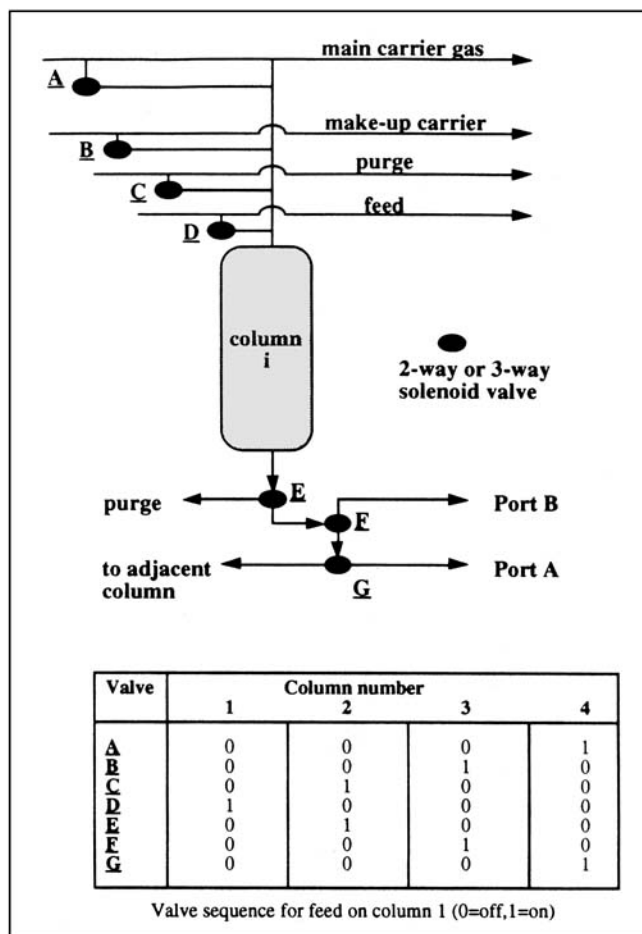 main carrier gas
A
make-up carrier
B
purge
C
feed
D
column
i
2-way or 3-way
solenoid valve
E
purge
Port B
F
to adjacent
column
Port A
G
Valve Column number
1 2 3 4
A 0 0 0 1
B 0 0 1 0
C 0 1 0 0
D 1 0 0 0
E 0 1 0 0
F 0 0 1 0
G 0 0 0 1
Valve sequence for feed on column 1 (0=off,1=on)